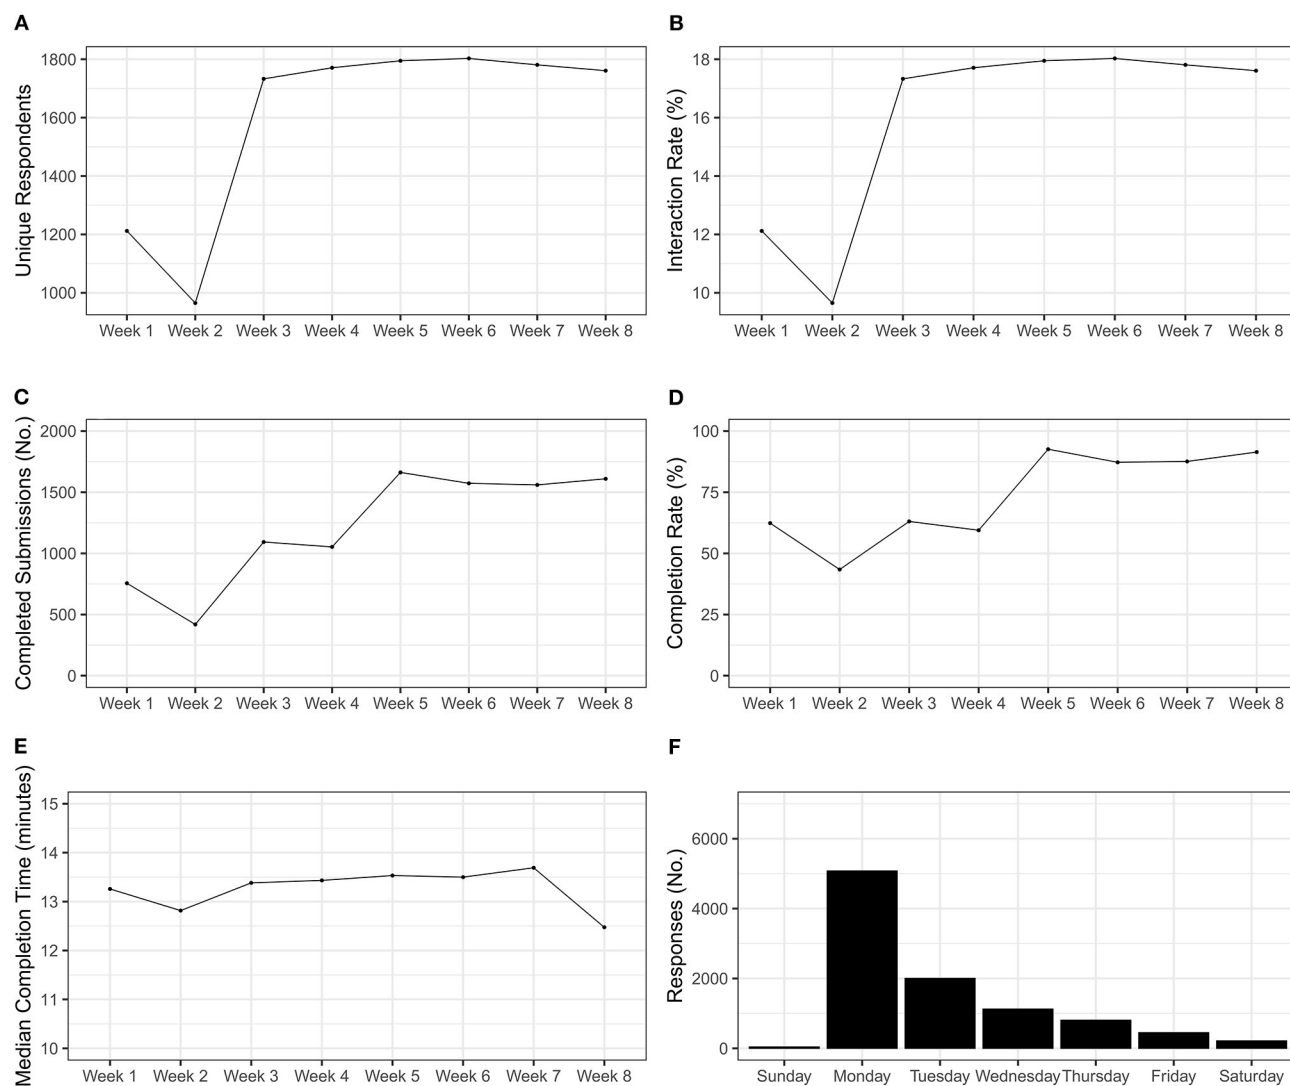 A
Unique Respondents
1800
1600
1400
1200
1000
Week 1 Week 2 Week 3 Week 4 Week 5 Week 6 Week 7 Week 8
B
Interaction Rate (%)
18
16
14
12
10
Week 1 Week 2 Week 3 Week 4 Week 5 Week 6 Week 7 Week 8
C
Completed Submissions (No.)
2000
1500
1000
500
0
Week 1 Week 2 Week 3 Week 4 Week 5 Week 6 Week 7 Week 8
D
Completion Rate (%)
100
75
50
25
0
Week 1 Week 2 Week 3 Week 4 Week 5 Week 6 Week 7 Week 8
E
Median Completion Time (minutes)
15
14
13
12
11
10
Week 1 Week 2 Week 3 Week 4 Week 5 Week 6 Week 7 Week 8
F
Responses (No.)
6000
4000
2000
0
Sunday Monday Tuesday Wednesday Thursday Friday Saturday